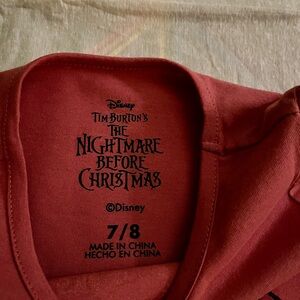 Disney
TIM BURTON'S
THE
NIGHTMARE
BEFORE
CHRISTMAS
©Disney
7/8
MADE IN CHINA
HECHO EN CHINA